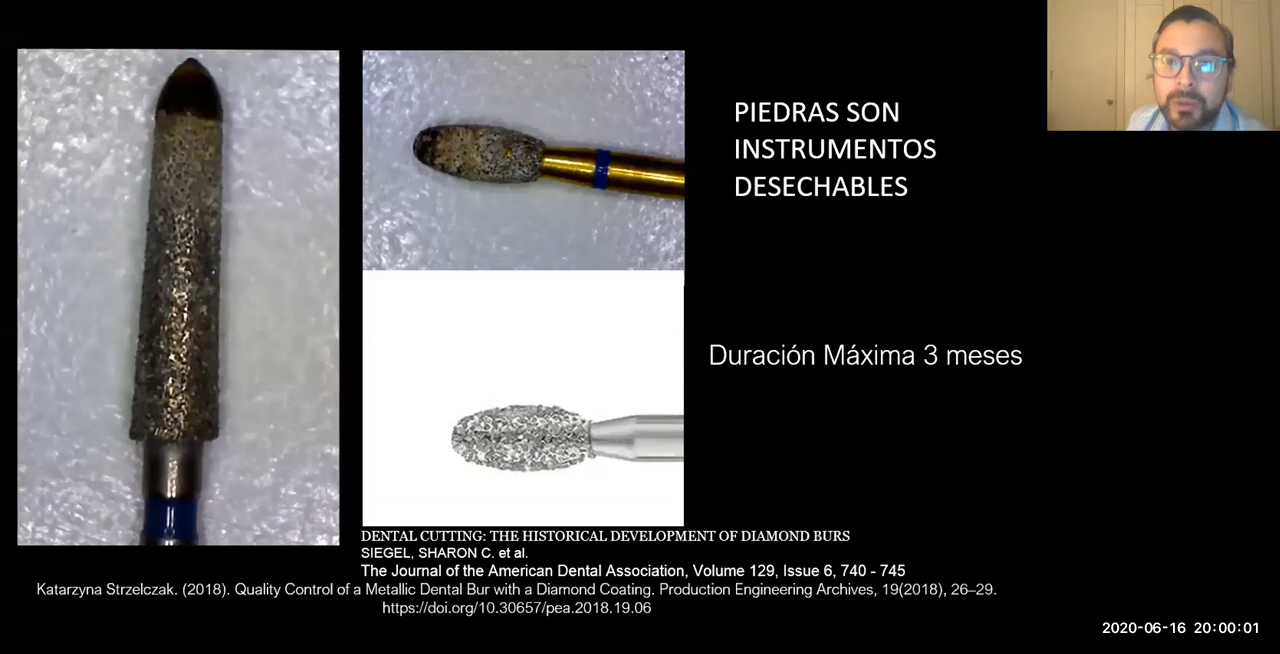 PIEDRAS SON
INSTRUMENTOS
DESECHABLES
Duración Máxima 3 meses
DENTAL CUTTING: THE HISTORICAL DEVELOPMENT OF DIAMOND BURS
SIEGEL, SHARON C. et al.
The Journal of the American Dental Association, Volume 129, Issue 6, 740 - 745
Katarzyna Strzelczak. (2018). Quality Control of a Metallic Dental Bur with a Diamond Coating. Production Engineering Archives, 19(2018), 26–29.
https://doi.org/10.30657/pea.2018.19.06
2020-06-16 20:00:01